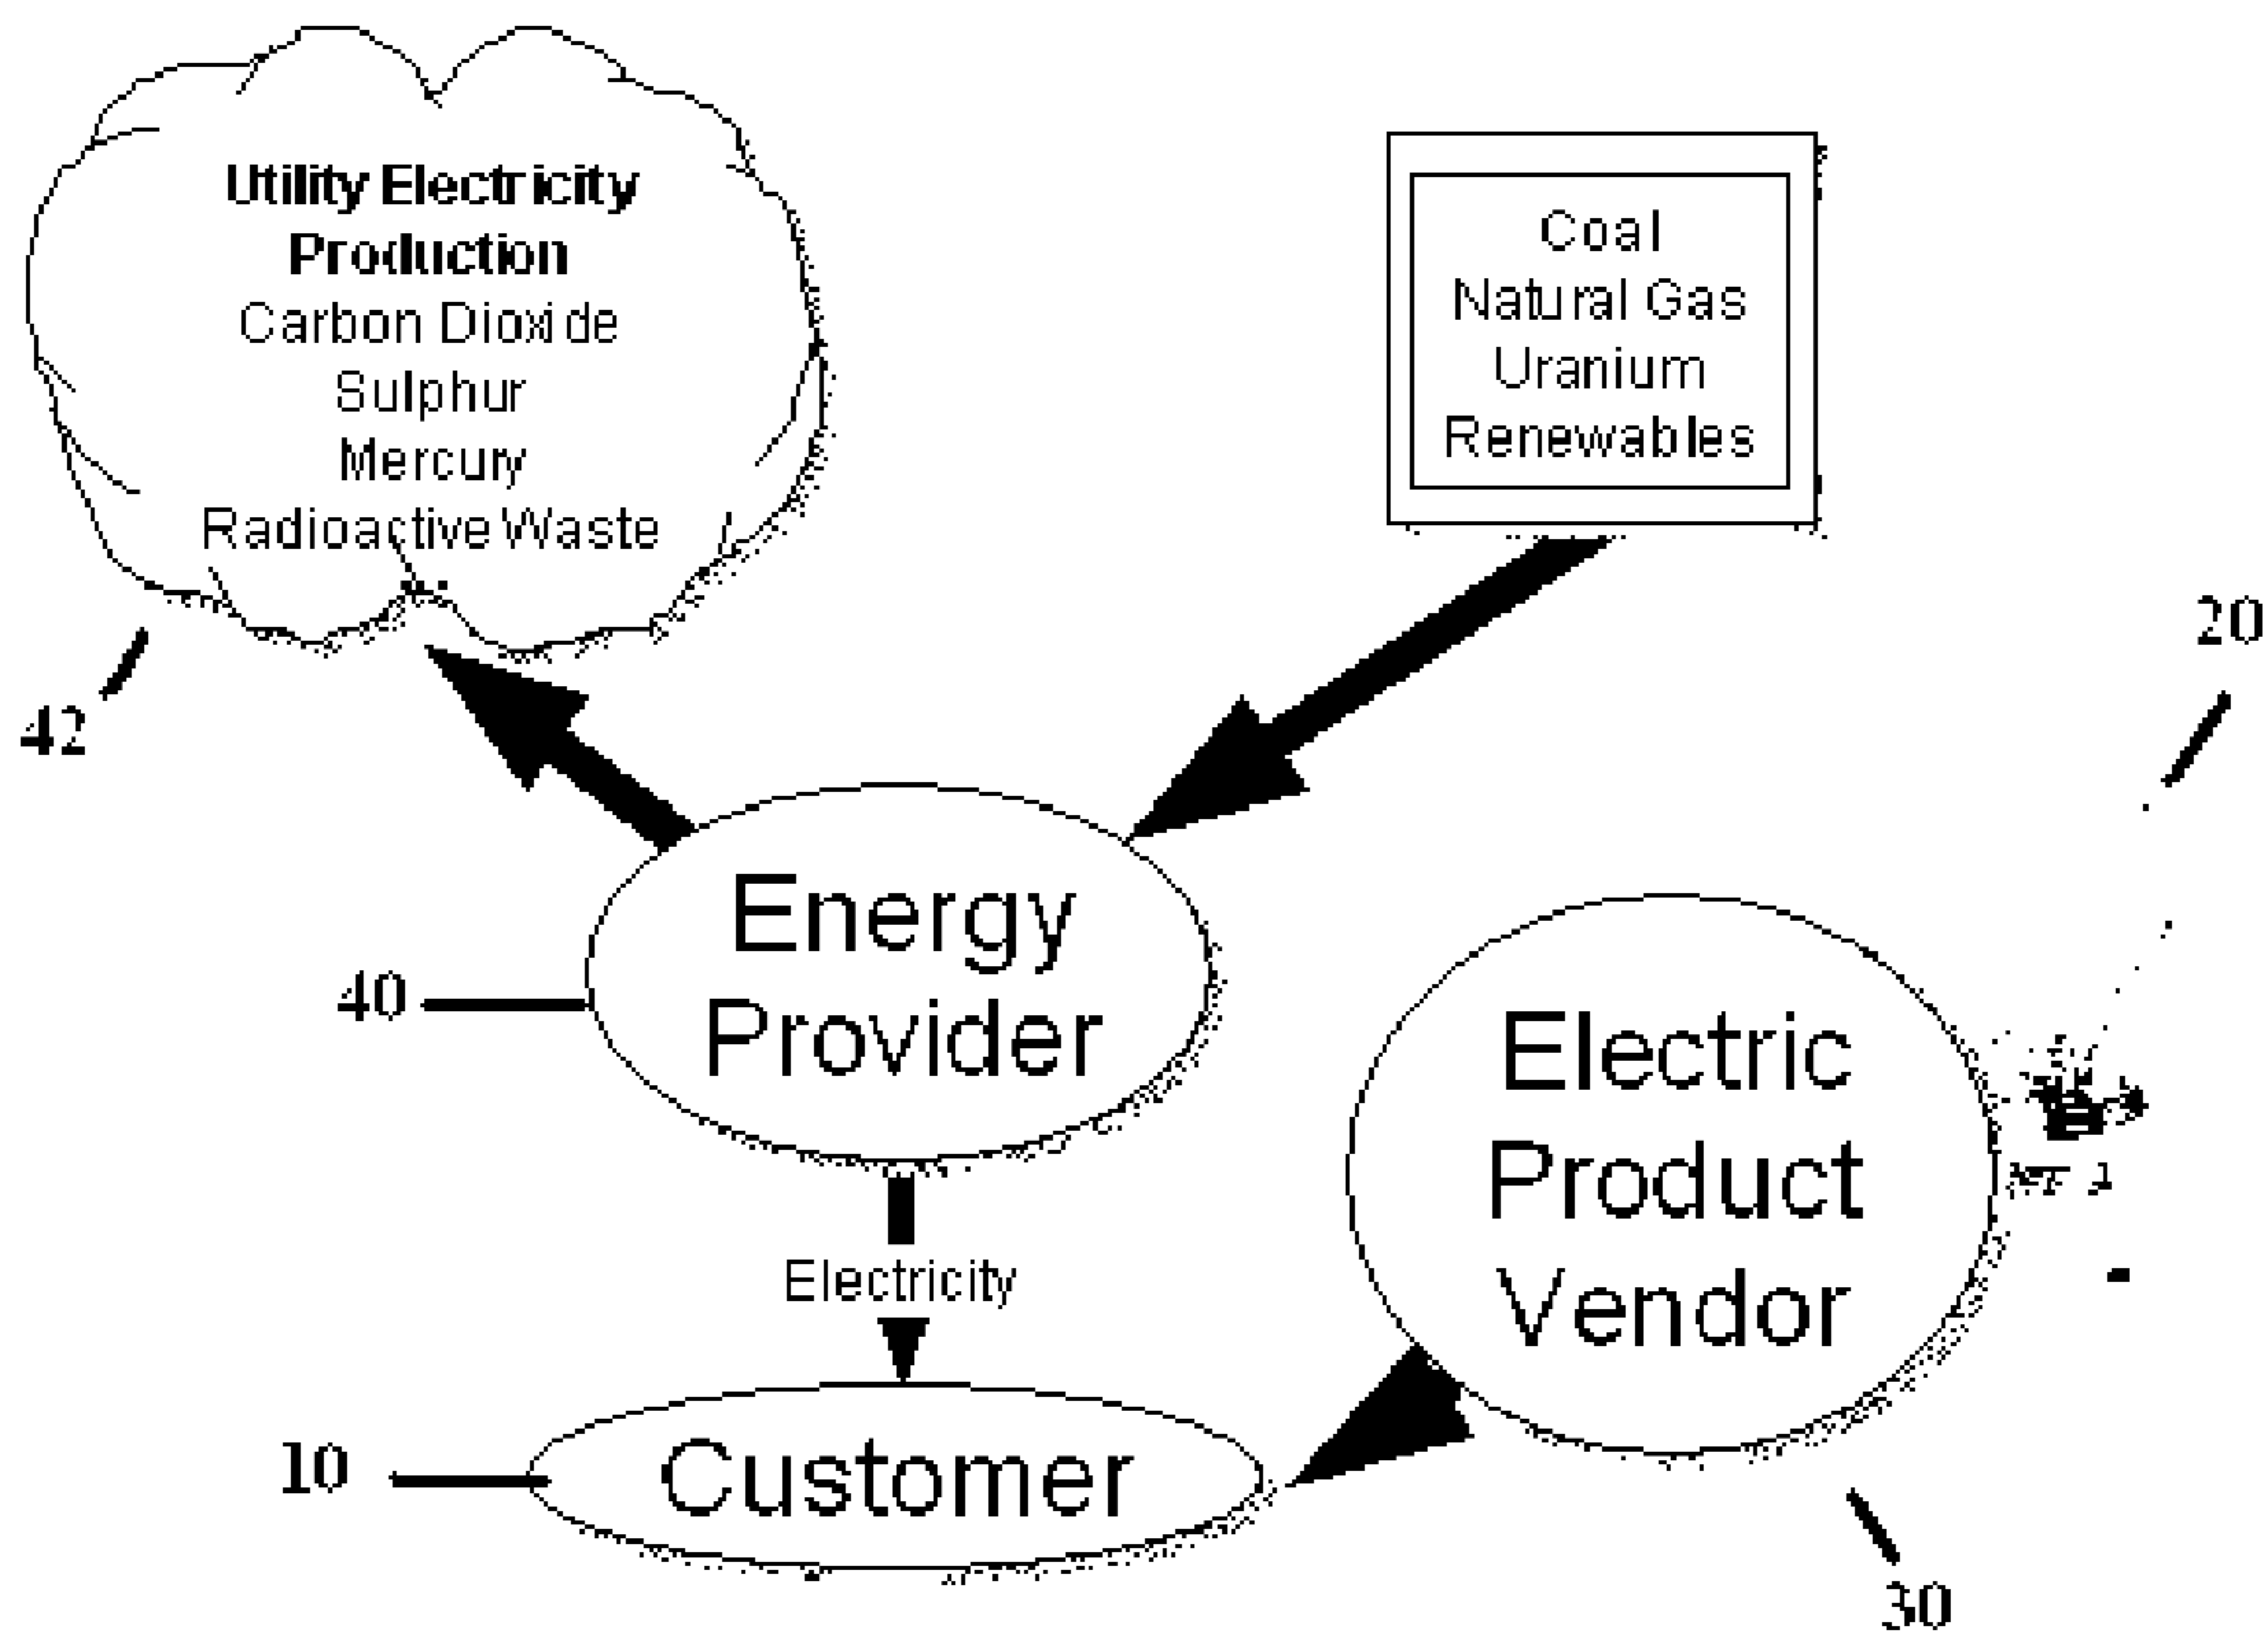 Utility Electricity
Production
Carbon Dioxide
Sulphur
Mercury
Radioactive Waste
42
Coal
Natural Gas
Uranium
Renewables
20
Energy
Provider
40
Electric
Product
Vendor
Electricity
Customer
10
30